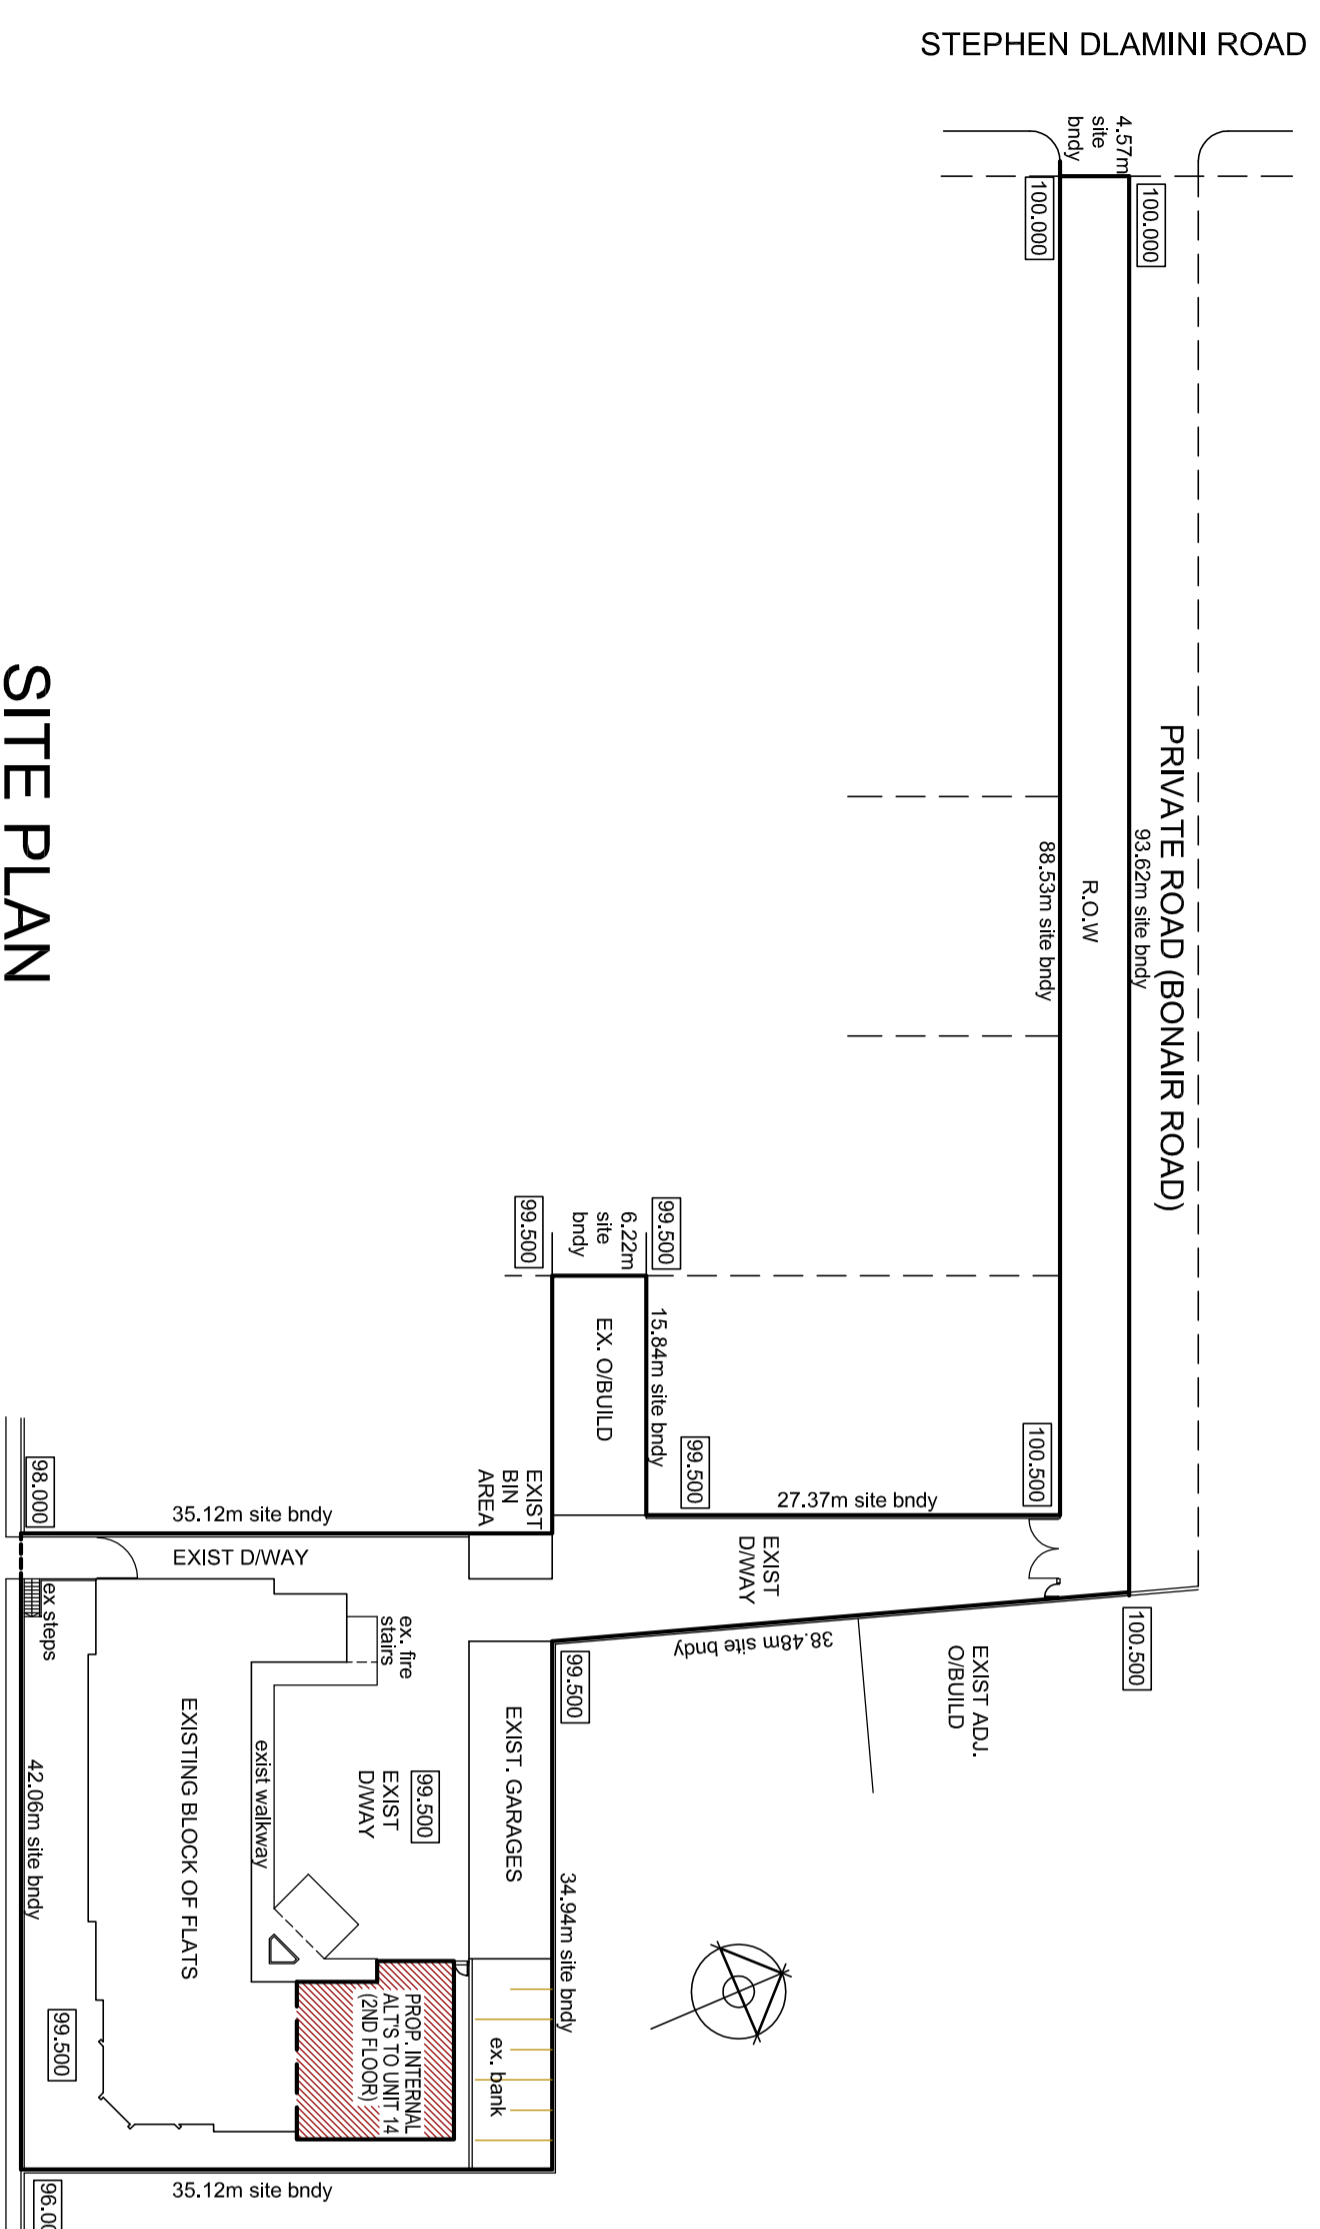 STEPHEN DLAMINI ROAD
4.57m
site
bndy
100.000
100.000
PRIVATE ROAD (BONAIR ROAD)
93.62m site bndy
R.O.W
88.53m site bndy
SITE PLAN
99.500
6.22m
site
bndy
99.500
15.84m site bndy
EX. O/BUILD
99.500
100.500
27.37m site bndy
EXIST
BIN
AREA
98.000
35.12m site bndy
EXIST D/WAY
EXIST
D/WAY
100.500
ex steps
ex. fire
stairs
38.48m site bndy
EXIST ADJ.
O/BUILD
99.500
EXISTING BLOCK OF FLATS
exist walkway
EXIST. GARAGES
99.500
EXIST
D/WAY
42.06m site bndy
34.94m site bndy
PROP. INTERNAL
ALT'S TO UNIT 14
(2ND FLOOR)
ex. bank
99.500
35.12m site bndy